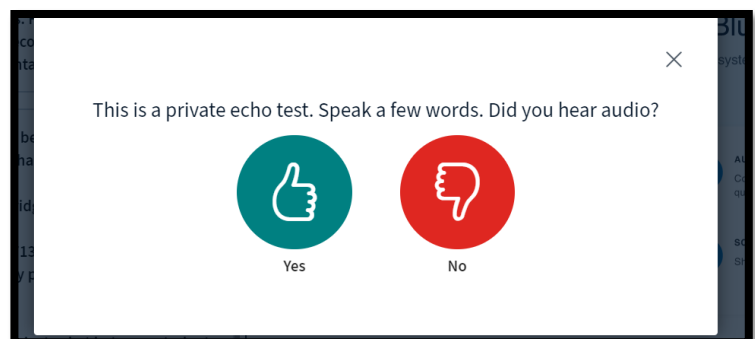 This is a private echo test. Speak a few words. Did you hear audio?
Yes
No